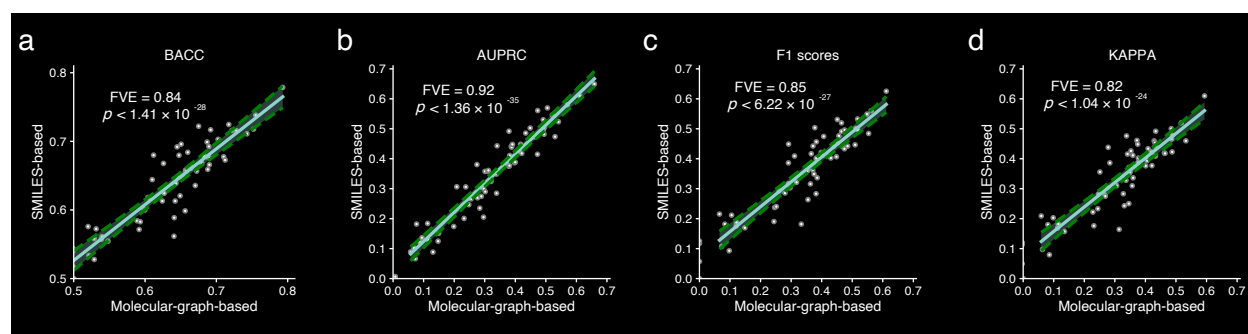 a
BACC
FVE = 0.84
p < 1.41 × 10 -28
SMILES-based
0.8
0.7
0.6
0.5
0.5 0.6 0.7 0.8
Molecular-graph-based
b
AUPRC
FVE = 0.92
p < 1.36 × 10 -35
SMILES-based
0.7
0.6
0.5
0.4
0.3
0.2
0.1
0.0
0.0 0.1 0.2 0.3 0.4 0.5 0.6 0.7
Molecular-graph-based
c
F1 scores
FVE = 0.85
p < 6.22 × 10 -27
SMILES-based
0.7
0.6
0.5
0.4
0.3
0.2
0.1
0.0
0.0 0.1 0.2 0.3 0.4 0.5 0.6 0.7
Molecular-graph-based
d
KAPPA
FVE = 0.82
p < 1.04 × 10 -24
SMILES-based
0.7
0.6
0.5
0.4
0.3
0.2
0.1
0.0
0.0 0.1 0.2 0.3 0.4 0.5 0.6 0.7
Molecular-graph-based